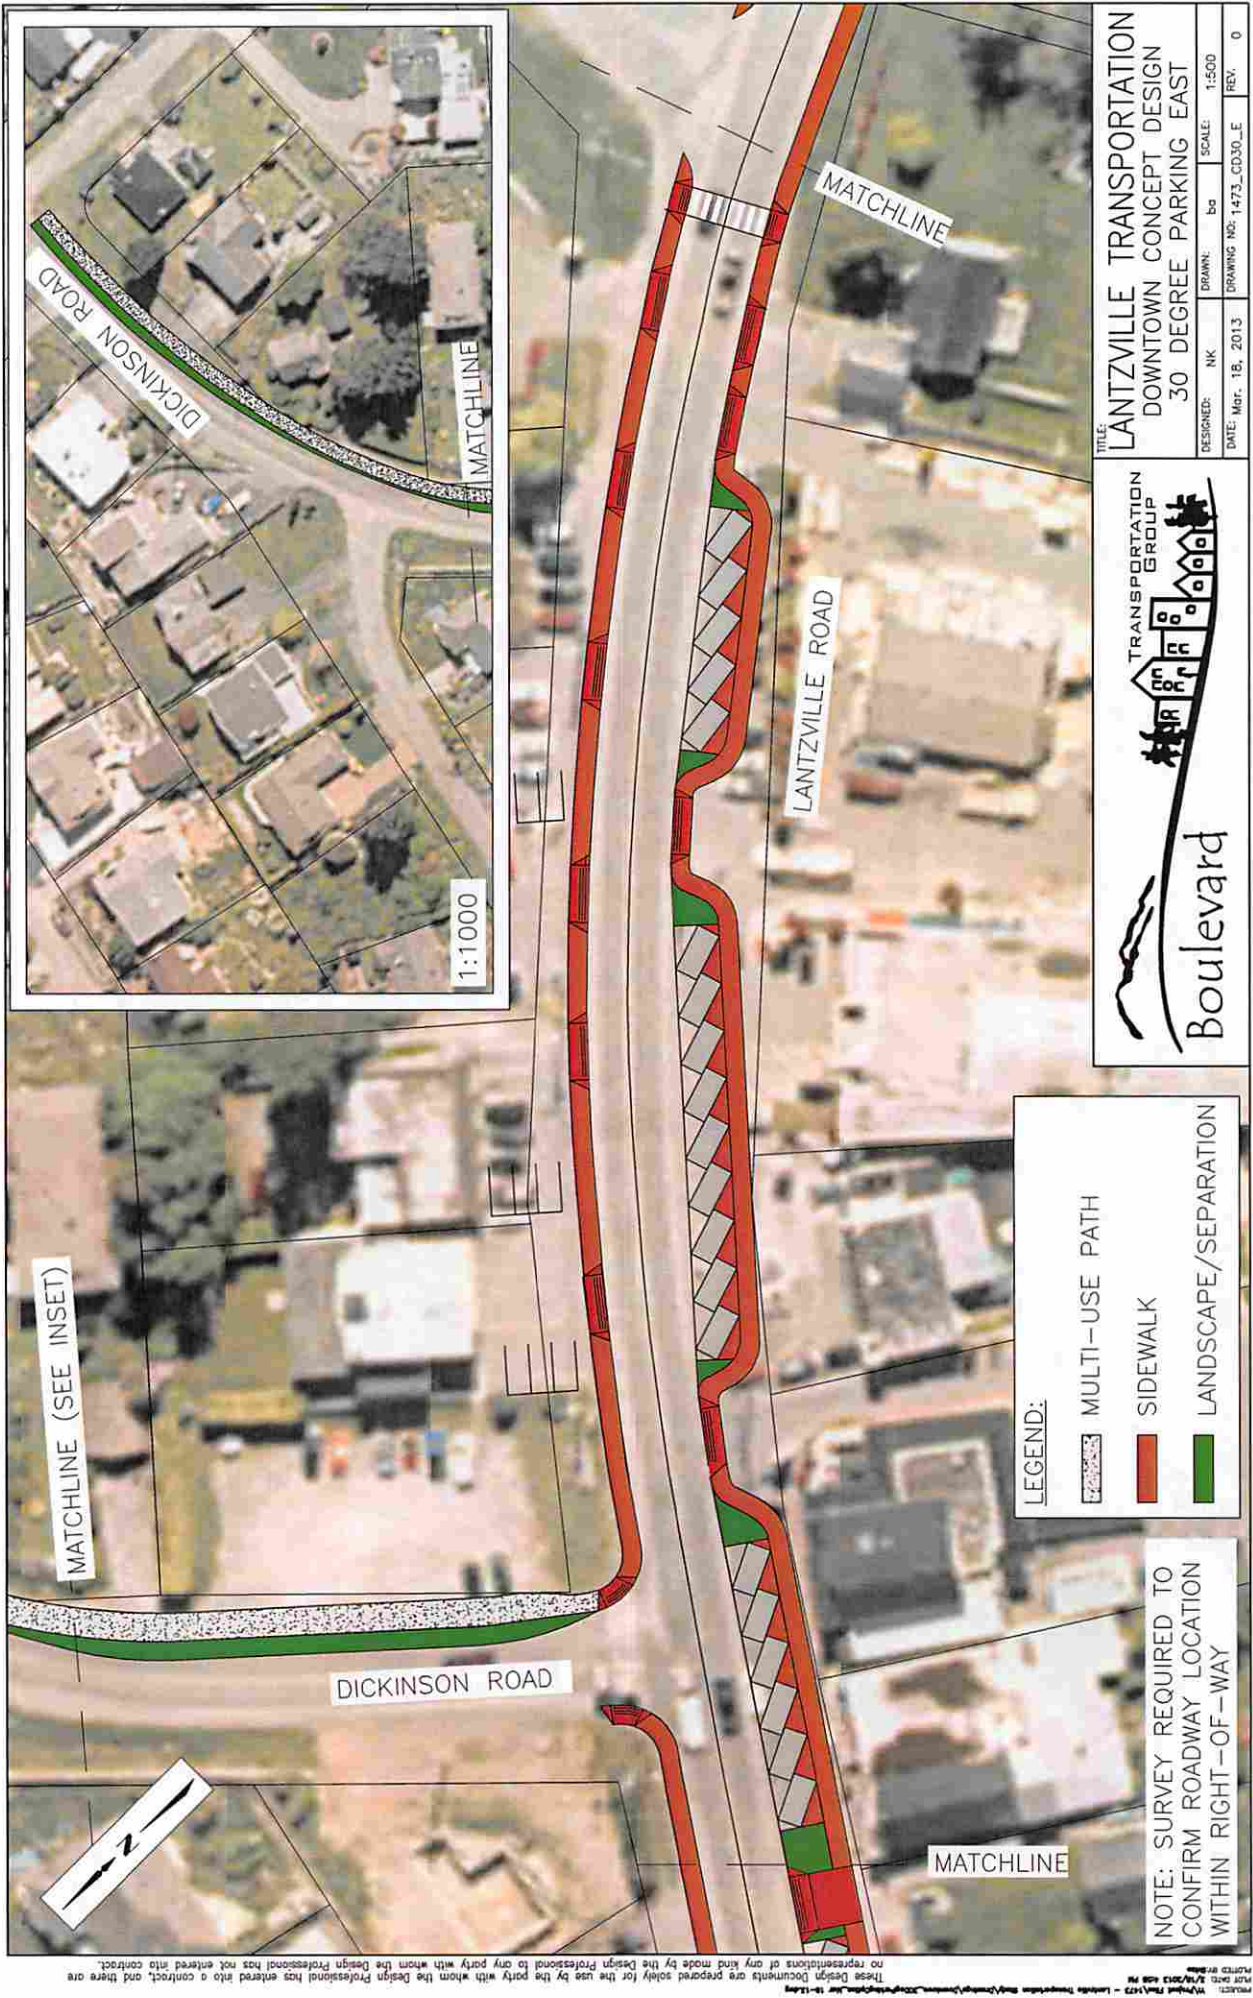 DICKINSON ROAD
MATCHLINE
1:1000
MATCHLINE (SEE INSET)
DICKINSON ROAD
N
MATCHLINE
LANTZVILLE ROAD
MATCHLINE
NOTE: SURVEY REQUIRED TO
CONFIRM ROADWAY LOCATION
WITHIN RIGHT-OF-WAY
LEGEND:
MULTI-USE PATH
SIDEWALK
LANDSCAPE/SEPARATION
Boulevard
TRANSPORTATION
GROUP
TITLE:
LANTZVILLE TRANSPORTATION
DOWNTOWN CONCEPT DESIGN
30 DEGREE PARKING EAST
DESIGNED: NK DRAWN: ba SCALE: 1:500
DATE: Mar. 18, 2013 DRAWING NO: 1473_CD30_E REV. 0
These Design Documents are prepared solely for the use by the party with whom the Design Professional has entered into a contract, and there are
no representations of any kind made by the Design Professional to any party with whom the Design Professional has not entered into contract.